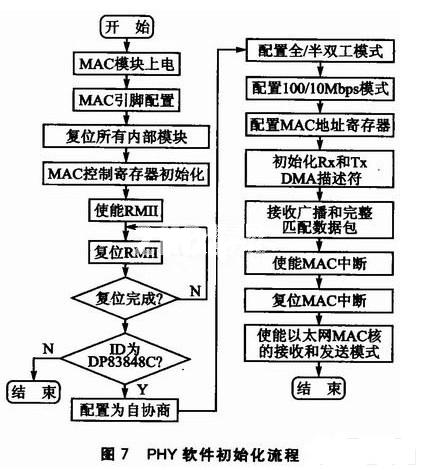 开 始
MAC模块上电
MAC引脚配置
复位所有内部模块
MAC控制寄存器初始化
使能RMII
复位RMII
复位完成?
N
ID为
DP83848C?
N
Y
结 束
配置为自协商
配置全/半双工模式
配置100/10Mbps模式
配置MAC地址寄存器
初始化Rx和Tx
DMA描述符
接收广播和完整
匹配数据包
使能MAC中断
复位MAC中断
使能以太网MAC核
的接收和发送模式
结 束
图 7 PHY 软件初始化流程